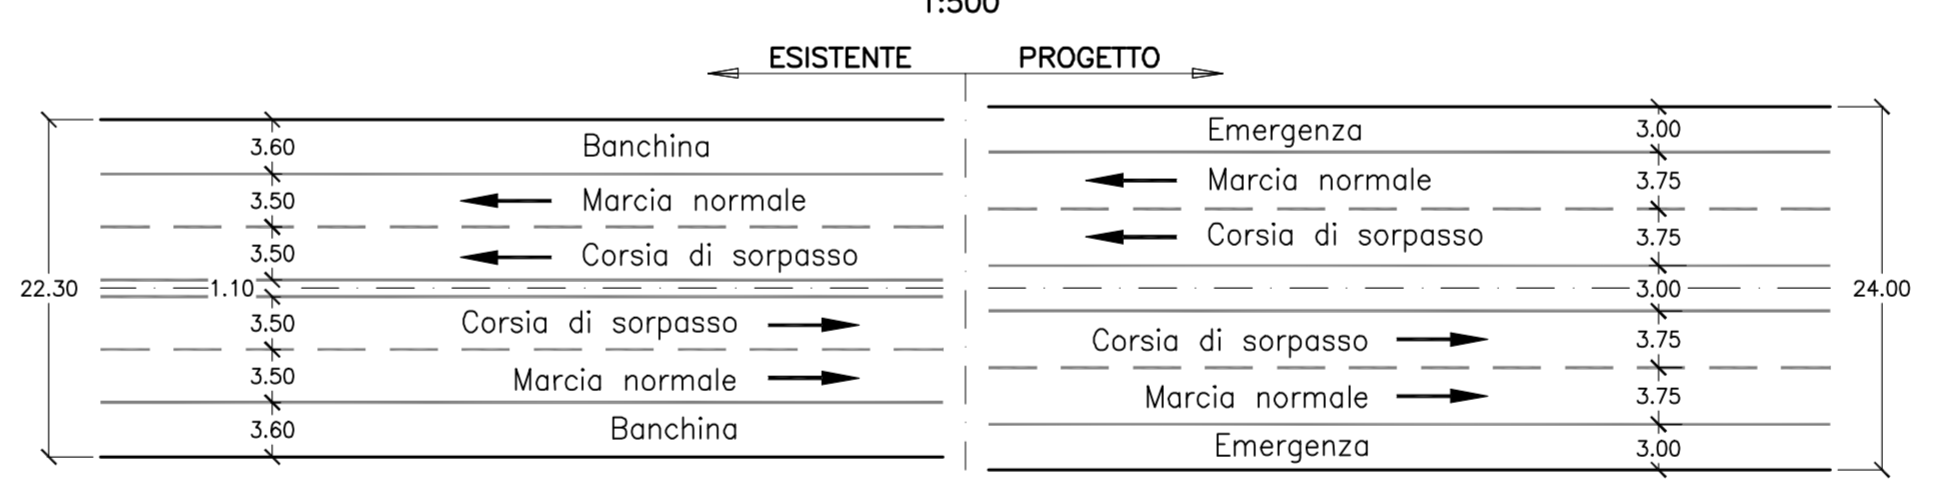 1:500
ESISTENTE PROGETTO
3.60 Banchina
3.50 Marcia normale
3.50 Corsia di sorpasso
22.30 1.10
3.50 Corsia di sorpasso
3.50 Marcia normale
3.60 Banchina
Emergenza 3.00
Marcia normale 3.75
Corsia di sorpasso 3.75
3.00 24.00
Corsia di sorpasso 3.75
Marcia normale 3.75
Emergenza 3.00